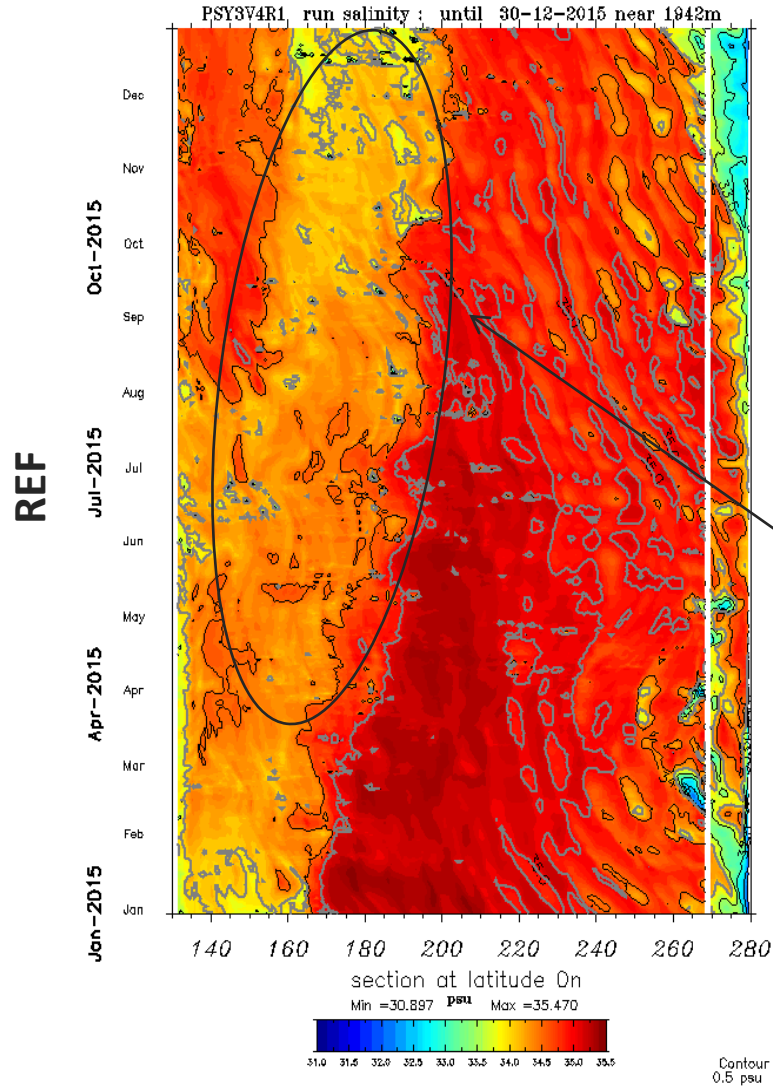 PSY3V4R1 run salinity : until 30-12-2015 near 1942m
REF
Oct-2015
Jul-2015
Apr-2015
Jan-2015
Dec
Nov
Oct
Sep
Aug
Jul
Jun
May
Apr
Mar
Feb
Jan
140 160 180 200 220 240 260 280
section at latitude 0n
Min =30.897 psu Max =35.470
31.0 31.5 32.0 32.5 33.0 33.5 34.0 34.5 35.0 35.5
Contour
0.5 psu